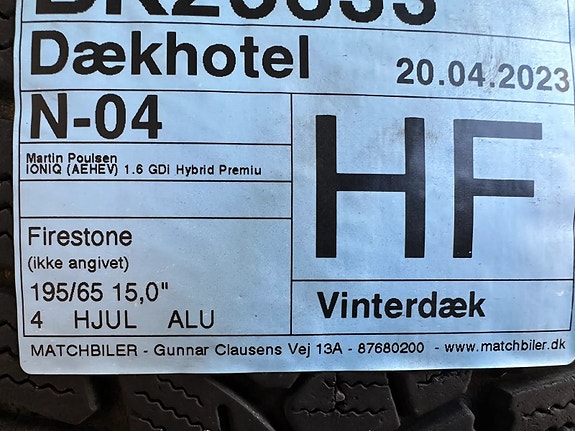 Dækhotel
20.04.2023
N-04
HF
Martin Poulsen
IONIQ (AEHEV) 1.6 GDi Hybrid Premiu
Firestone
(ikke angivet)
195/65 15,0"
4 HJUL ALU
Vinterdæk
MATCHBILER - Gunnar Clausens Vej 13A - 87680200 - www.matchbiler.dk